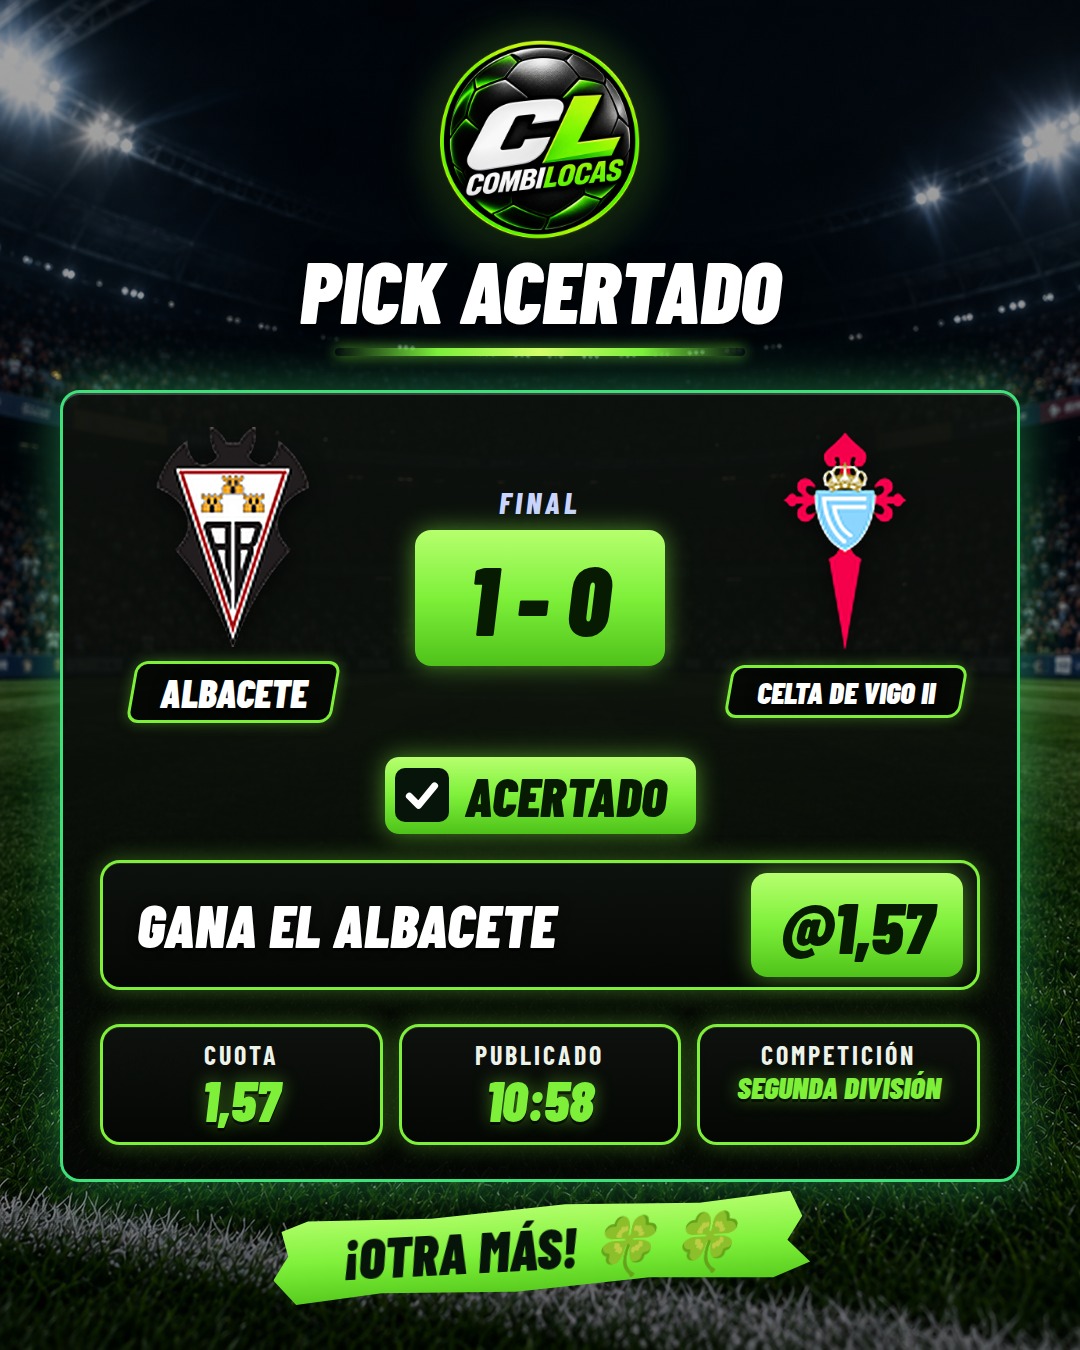 CL
COMBILOCAS
PICK ACERTADO
FINAL
1 - 0
ALBACETE
CELTA DE VIGO II
ACERTADO
GANA EL ALBACETE
@1,57
CUOTA
1,57
PUBLICADO
10:58
COMPETICIÓN
SEGUNDA DIVISIÓN
¡OTRA MÁS! 🍀 🍀